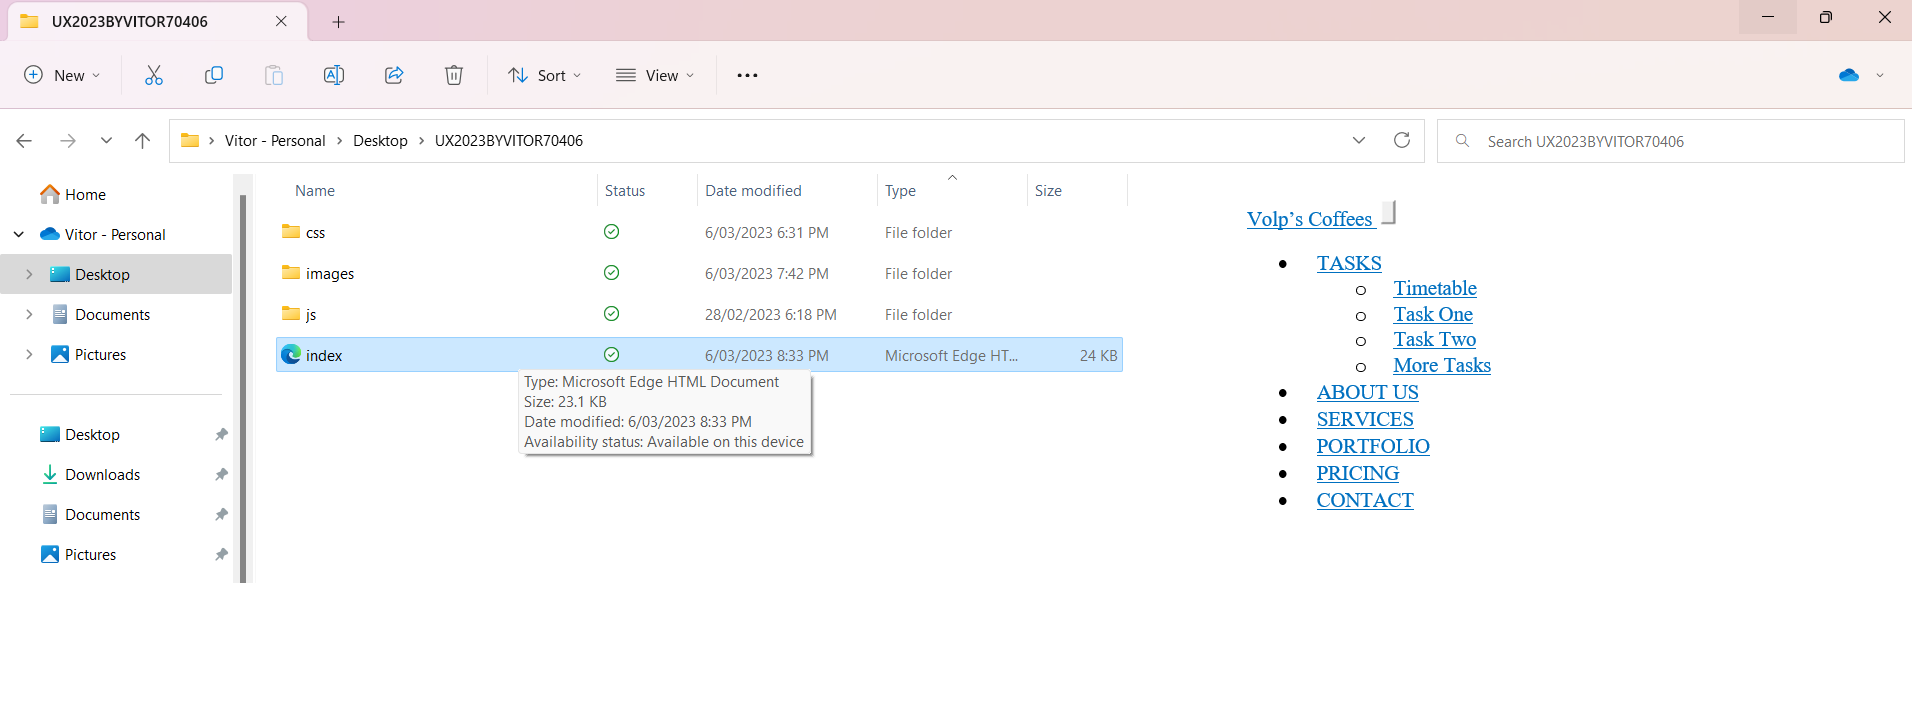 UX2023BYVITOR70406
New
Sort
View
Vitor - Personal > Desktop > UX2023BYVITOR70406
Search UX2023BYVITOR70406
Home
Vitor - Personal
Desktop
Documents
Pictures
Desktop
Downloads
Documents
Pictures
Name Status Date modified Type Size
css 6/03/2023 6:31 PM File folder
images 6/03/2023 7:42 PM File folder
js 28/02/2023 6:18 PM File folder
index 6/03/2023 8:33 PM Microsoft Edge HT... 24 KB
Type: Microsoft Edge HTML Document
Size: 23.1 KB
Date modified: 6/03/2023 8:33 PM
Availability status: Available on this device
Volp’s Coffees
TASKS
Timetable
Task One
Task Two
More Tasks
ABOUT US
SERVICES
PORTFOLIO
PRICING
CONTACT